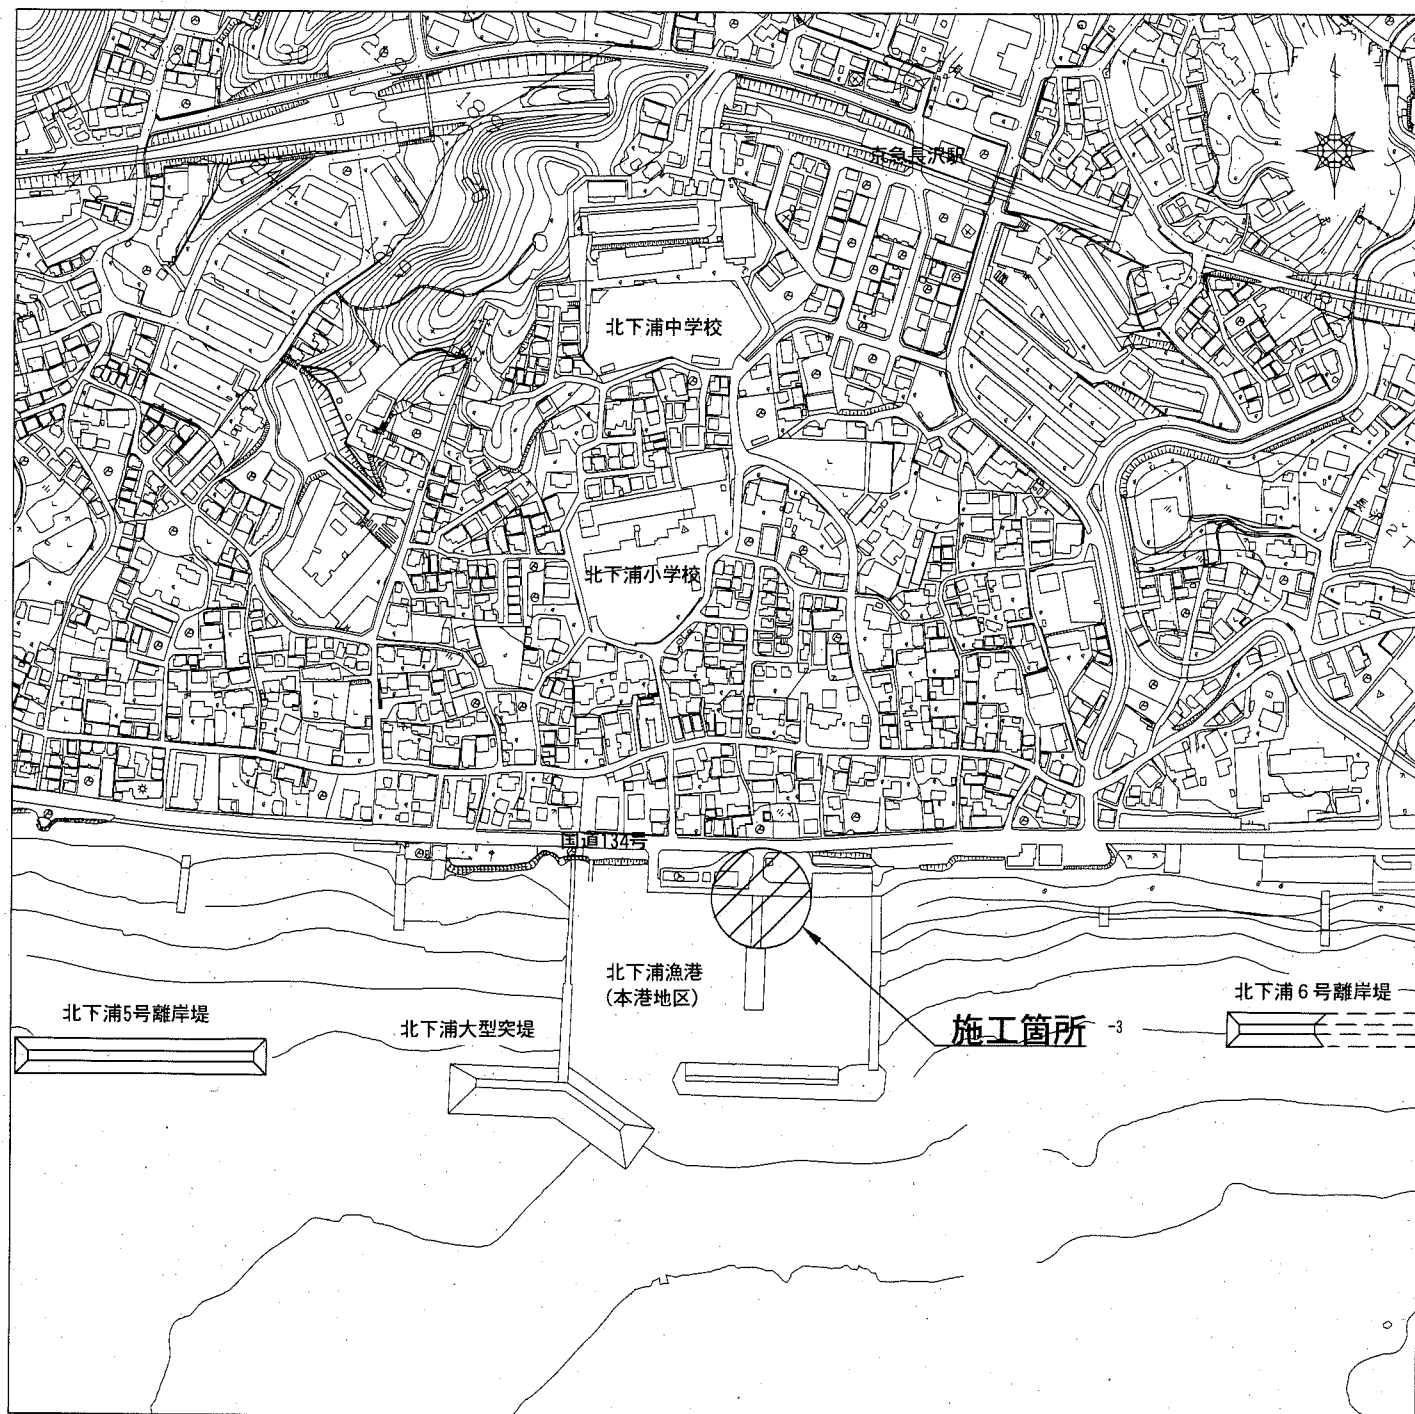 京急長沢駅
北下浦中学校
北下浦小学校
国道134号
北下浦漁港
(本港地区)
北下浦5号離岸堤
北下浦大型突堤
施工箇所
-3
北下浦6号離岸堤